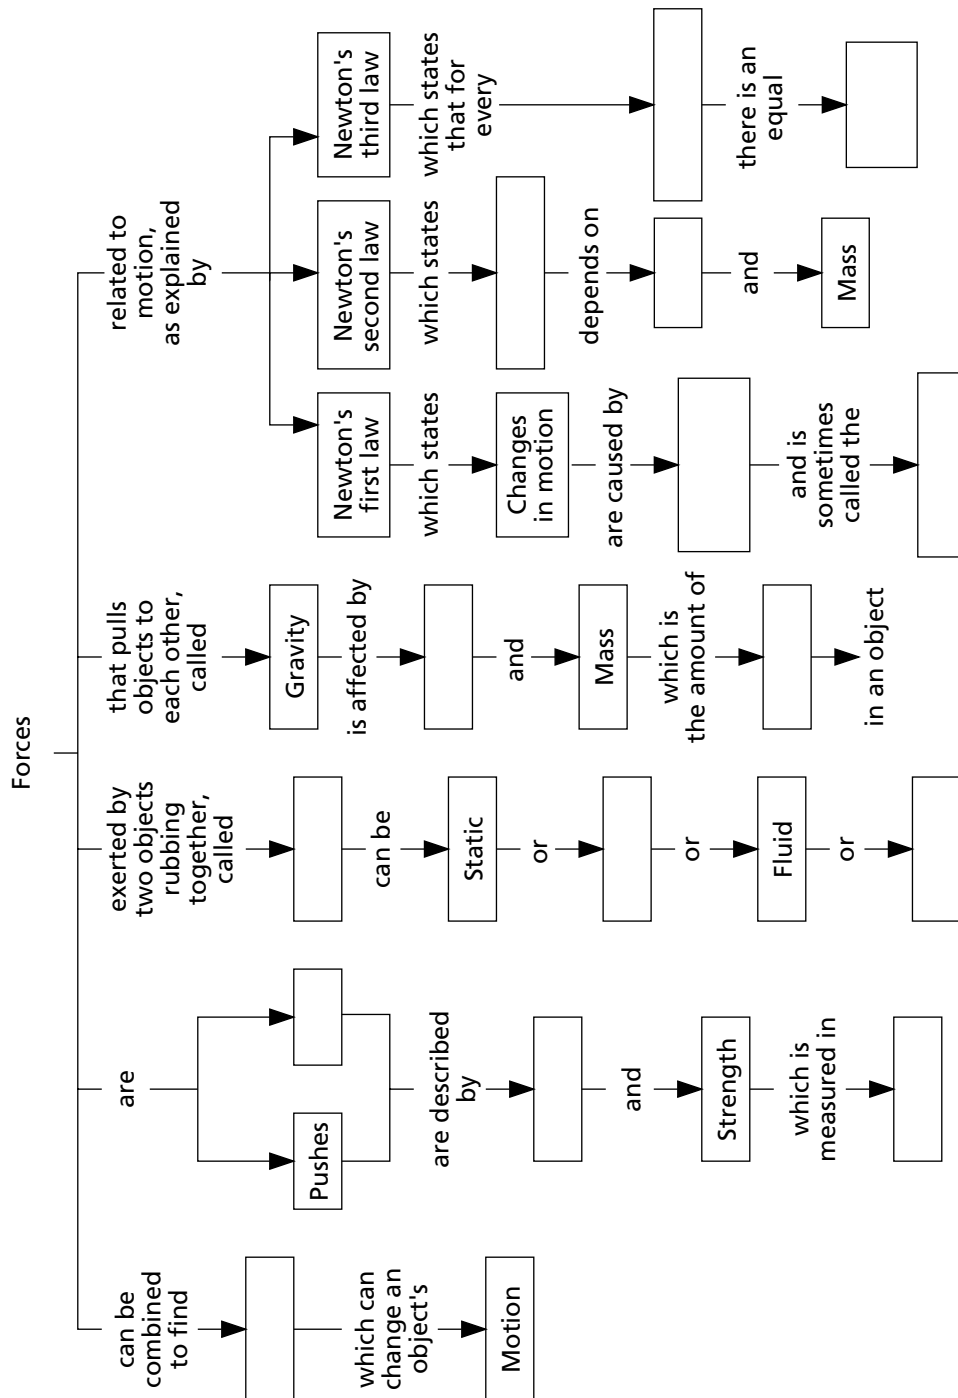 Forces
can be
combined
to find
which can
change an
object's
Motion
are
Pushes
are described
by
and
Strength
which is
measured in
exerted by
two objects
rubbing
together,
called
can be
Static
or
or
Fluid
or
that pulls
objects to
each other,
called
Gravity
is affected by
and
Mass
which is
the amount of
in an object
related to
motion,
as explained
by
Newton's
first law
which states
Changes
in motion
are caused by
and is
sometimes
called the
Newton's
second law
which states
depends on
and
Mass
Newton's
third law
which states
that for
every
there is an
equal